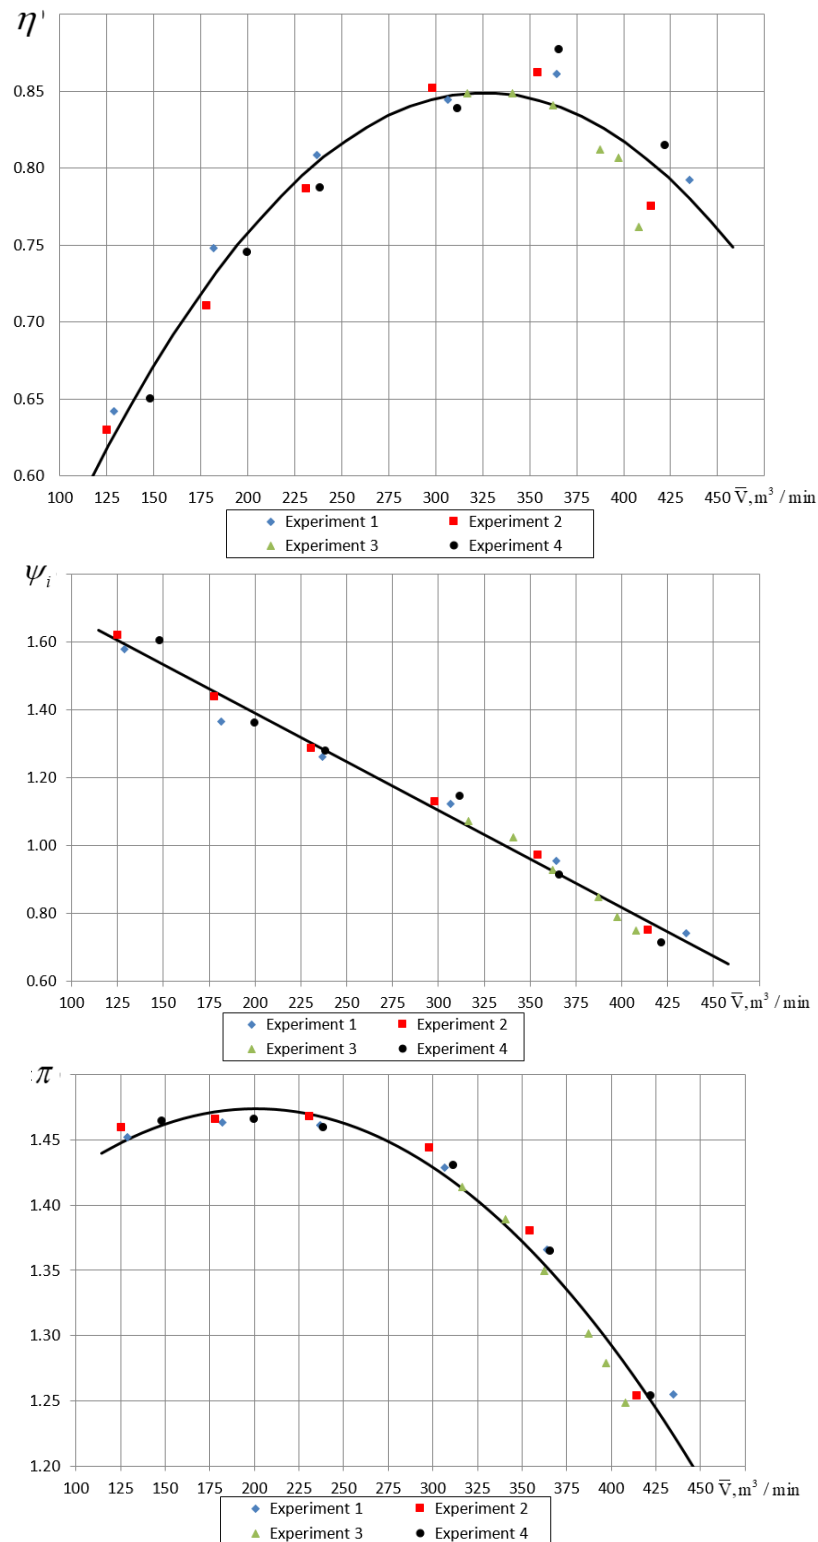 η'
0.85
0.80
0.75
0.70
0.65
0.60
100 125 150 175 200 225 250 275 300 325 350 375 400 425 450 V̅, m³ / min
Experiment 1 Experiment 2
Experiment 3 Experiment 4
ψᵢ
1.60
1.40
1.20
1.00
0.80
0.60
100 125 150 175 200 225 250 275 300 325 350 375 400 425 450 V̅, m³ / min
Experiment 1 Experiment 2
Experiment 3 Experiment 4
π
1.45
1.40
1.35
1.30
1.25
1.20
100 125 150 175 200 225 250 275 300 325 350 375 400 425 450 V̅, m³ / min
Experiment 1 Experiment 2
Experiment 3 Experiment 4